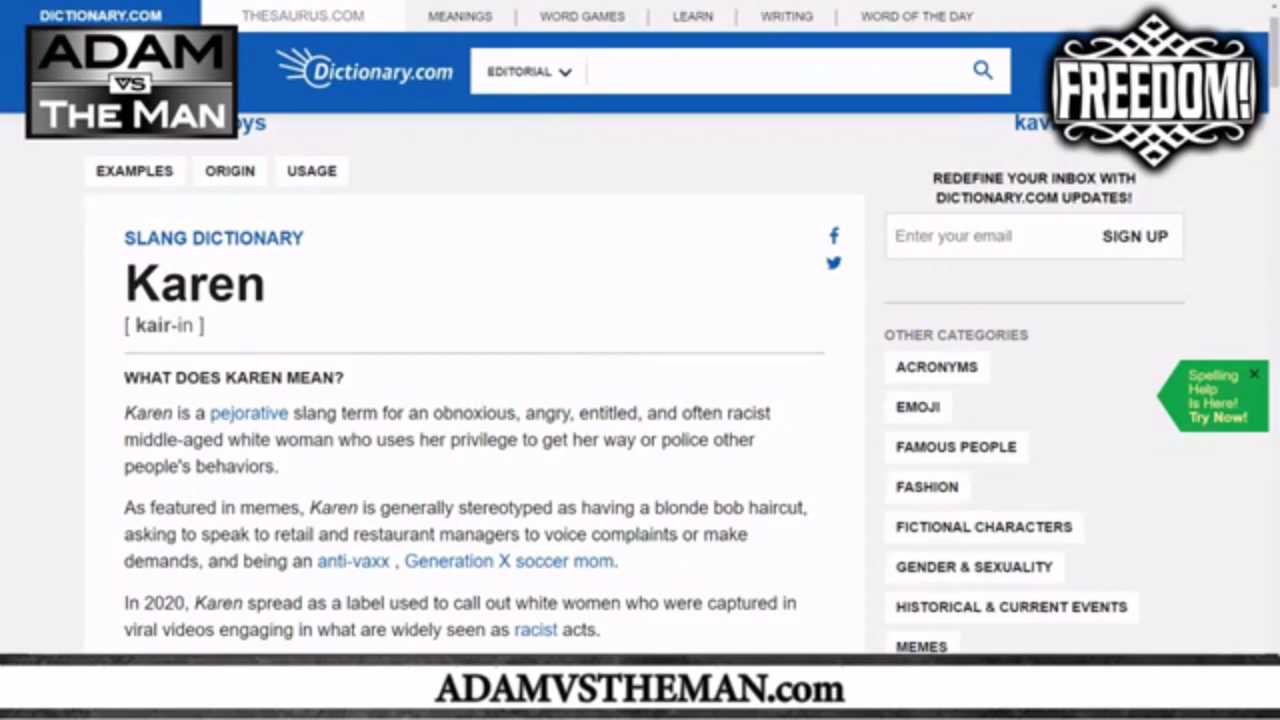 DICTIONARY.COM
THESAURUS.COM
MEANINGS | WORD GAMES | LEARN | WRITING | WORD OF THE DAY
ADAM
VS
THE MAN
Dictionary.com
EDITORIAL
FREEDOM!
EXAMPLES
ORIGIN
USAGE
REDEFINE YOUR INBOX WITH
DICTIONARY.COM UPDATES!
Enter your email
SIGN UP
SLANG DICTIONARY
Karen
[ kair-in ]
WHAT DOES KAREN MEAN?
Karen is a pejorative slang term for an obnoxious, angry, entitled, and often racist
middle-aged white woman who uses her privilege to get her way or police other
people's behaviors.
As featured in memes, Karen is generally stereotyped as having a blonde bob haircut,
asking to speak to retail and restaurant managers to voice complaints or make
demands, and being an anti-vaxx , Generation X soccer mom.
In 2020, Karen spread as a label used to call out white women who were captured in
viral videos engaging in what are widely seen as racist acts.
OTHER CATEGORIES
ACRONYMS
EMOJI
FAMOUS PEOPLE
FASHION
FICTIONAL CHARACTERS
GENDER & SEXUALITY
HISTORICAL & CURRENT EVENTS
MEMES
Spelling
Help
Is Here!
Try Now!
ADAMVSTHEMAN.com